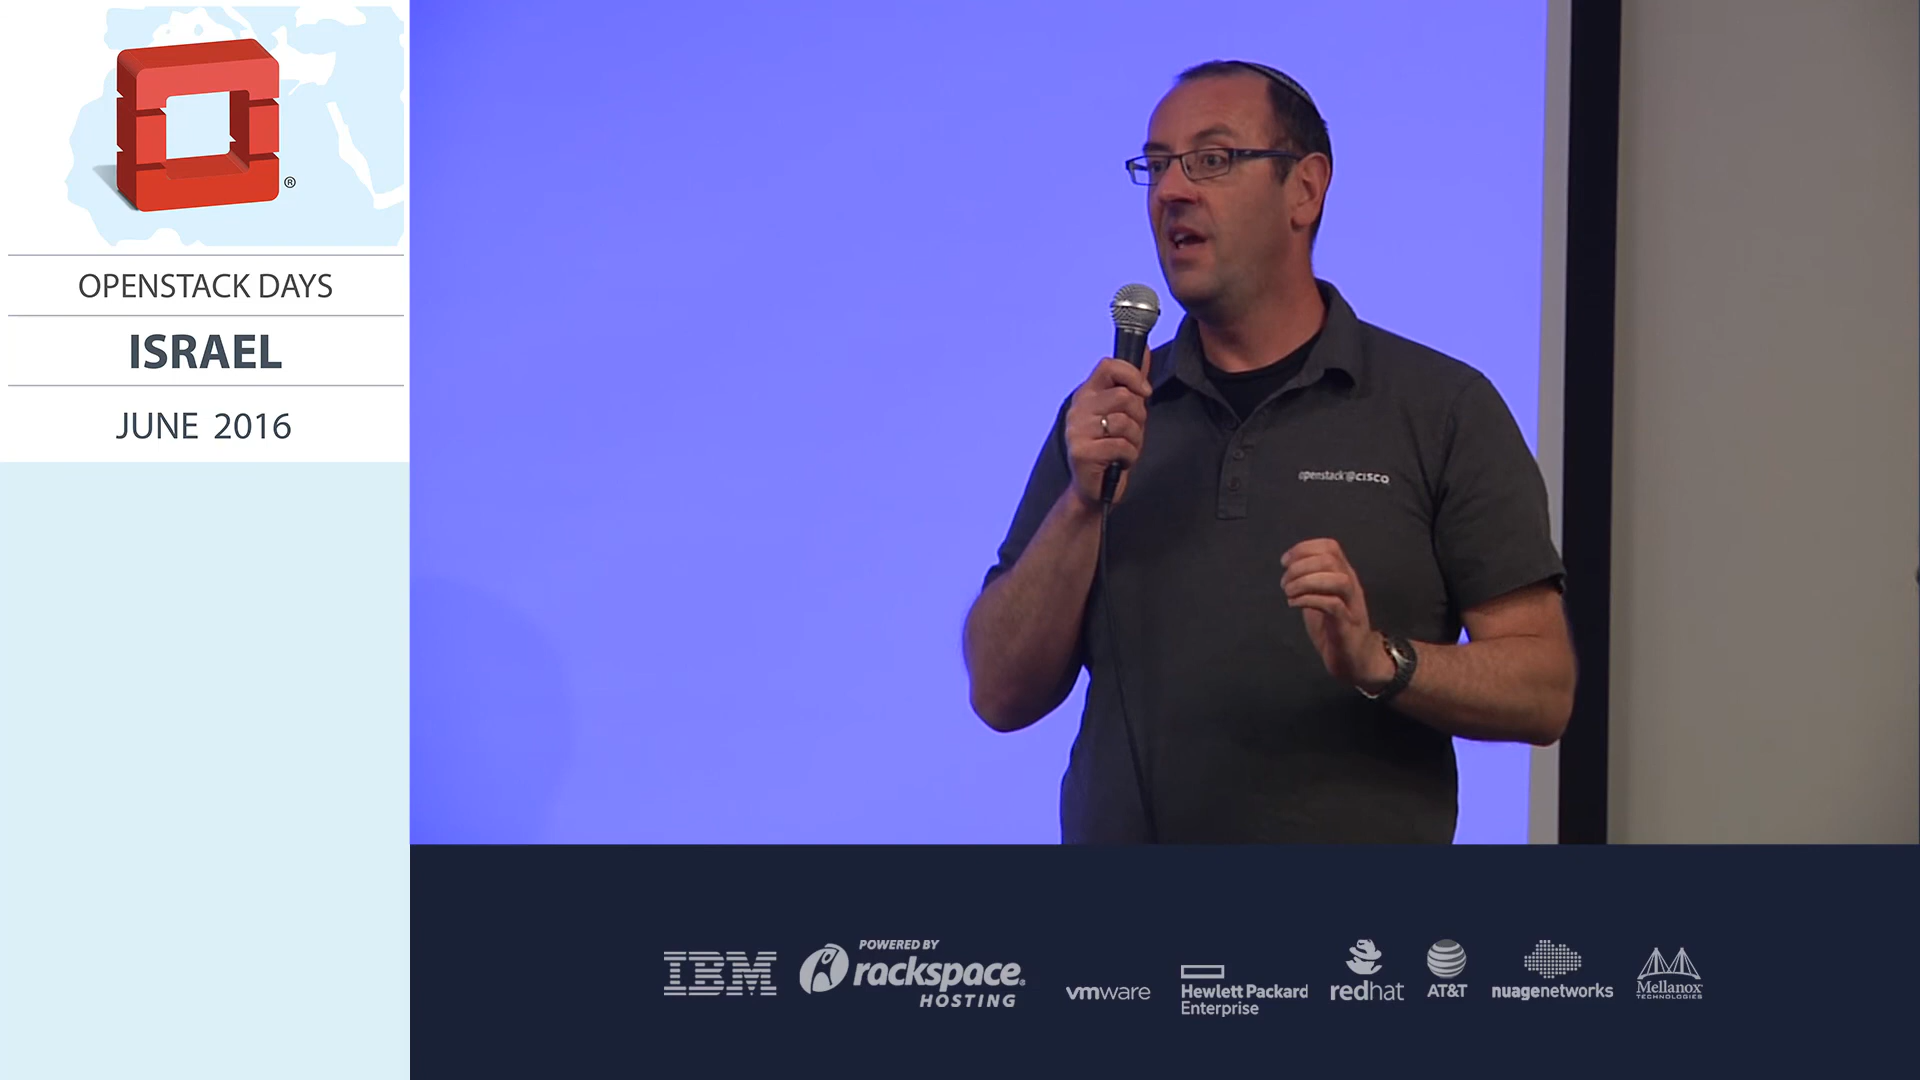 ®
OPENSTACK DAYS
ISRAEL
JUNE 2016
openstack@CISCO
IBM
POWERED BY
rackspace®
HOSTING
vmware
Hewlett Packard
Enterprise
redhat
AT&T
nuagenetworks
Mellanox
TECHNOLOGIES